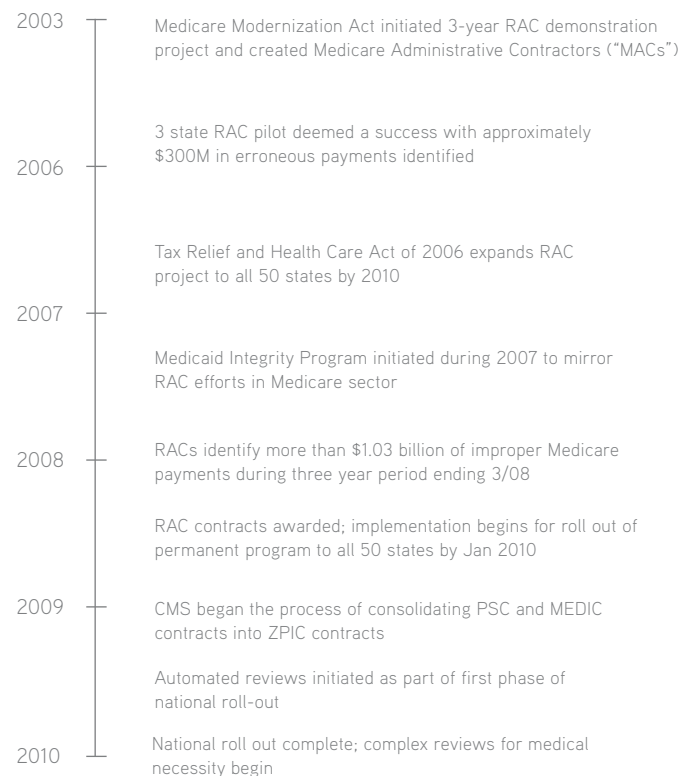 2003
Medicare Modernization Act initiated 3-year RAC demonstration
project and created Medicare Administrative Contractors (“MACs”)
3 state RAC pilot deemed a success with approximately
$300M in erroneous payments identified
2006
Tax Relief and Health Care Act of 2006 expands RAC
project to all 50 states by 2010
2007
Medicaid Integrity Program initiated during 2007 to mirror
RAC efforts in Medicare sector
2008
RACs identify more than $1.03 billion of improper Medicare
payments during three year period ending 3/08
RAC contracts awarded; implementation begins for roll out of
permanent program to all 50 states by Jan 2010
2009
CMS began the process of consolidating PSC and MEDIC
contracts into ZPIC contracts
Automated reviews initiated as part of first phase of
national roll-out
2010
National roll out complete; complex reviews for medical
necessity begin